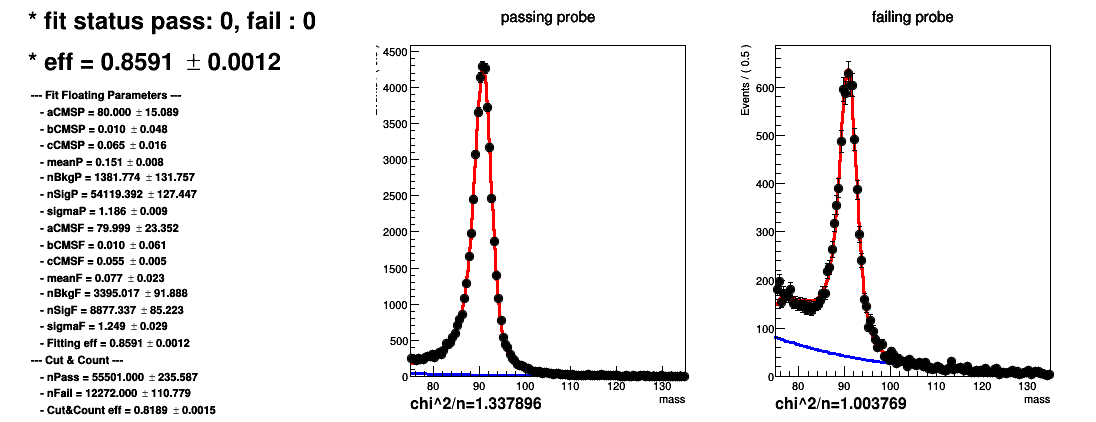 * fit status pass: 0, fail : 0
* eff = 0.8591 ± 0.0012
--- Fit Floating Parameters ---
- aCMSP = 80.000 ± 15.089
- bCMSP = 0.010 ± 0.048
- cCMSP = 0.065 ± 0.016
- meanP = 0.151 ± 0.008
- nBkgP = 1381.774 ± 131.757
- nSigP = 54119.392 ± 127.447
- sigmaP = 1.186 ± 0.009
- aCMSF = 79.999 ± 23.352
- bCMSF = 0.010 ± 0.061
- cCMSF = 0.055 ± 0.005
- meanF = 0.077 ± 0.023
- nBkgF = 3395.017 ± 91.888
- nSigF = 8877.337 ± 85.223
- sigmaF = 1.249 ± 0.029
- Fitting eff = 0.8591 ± 0.0012
--- Cut & Count ---
- nPass = 55501.000 ± 235.587
- nFail = 12272.000 ± 110.779
- Cut&Count eff = 0.8189 ± 0.0015
passing probe
4500
4000
3500
3000
2500
2000
1500
1000
500
0
80 90 100 110 120 130
mass
chi^2/n=1.337896
failing probe
Events / ( 0.5 )
600
500
400
300
200
100
0
80 90 100 110 120 130
mass
chi^2/n=1.003769